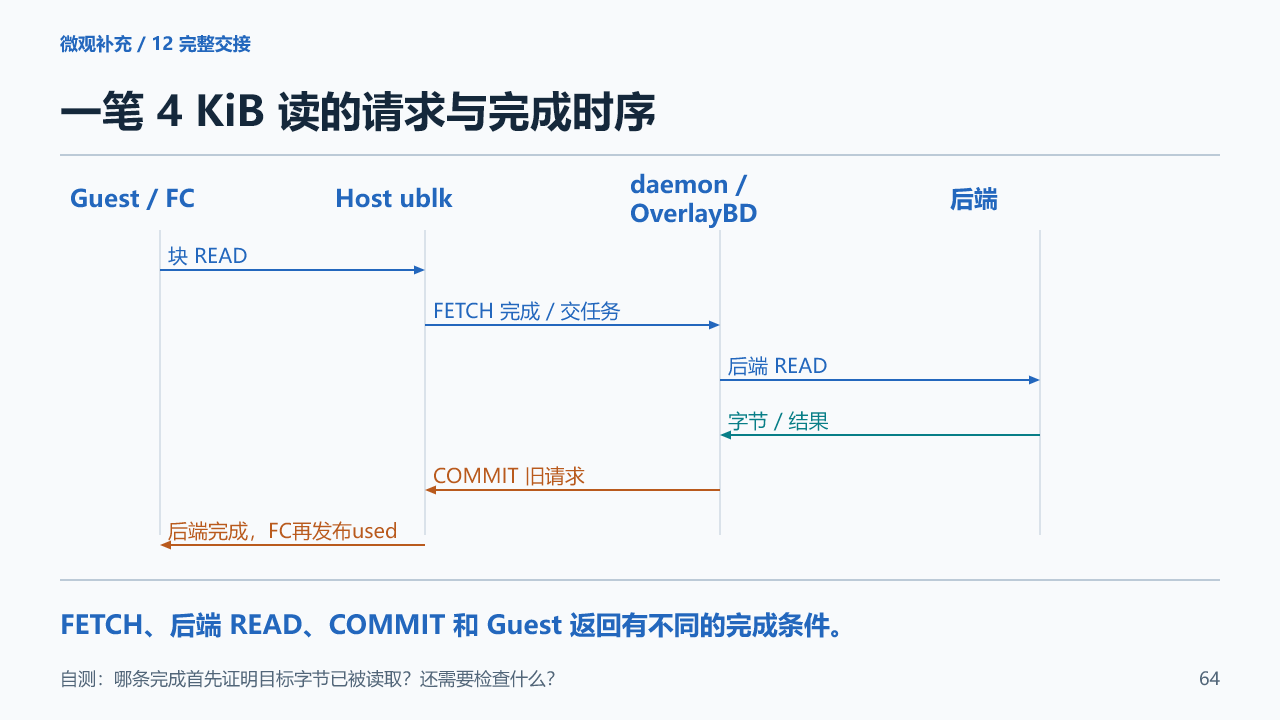 微观补充 / 12 完整交接
一笔 4 KiB 读的请求与完成时序
Guest / FC
Host ublk
daemon /
OverlayBD
后端
块 READ
FETCH 完成 / 交任务
后端 READ
字节 / 结果
COMMIT 旧请求
后端完成，FC再发布used
FETCH、后端 READ、COMMIT 和 Guest 返回有不同的完成条件。
自测：哪条完成首先证明目标字节已被读取？还需要检查什么？
64